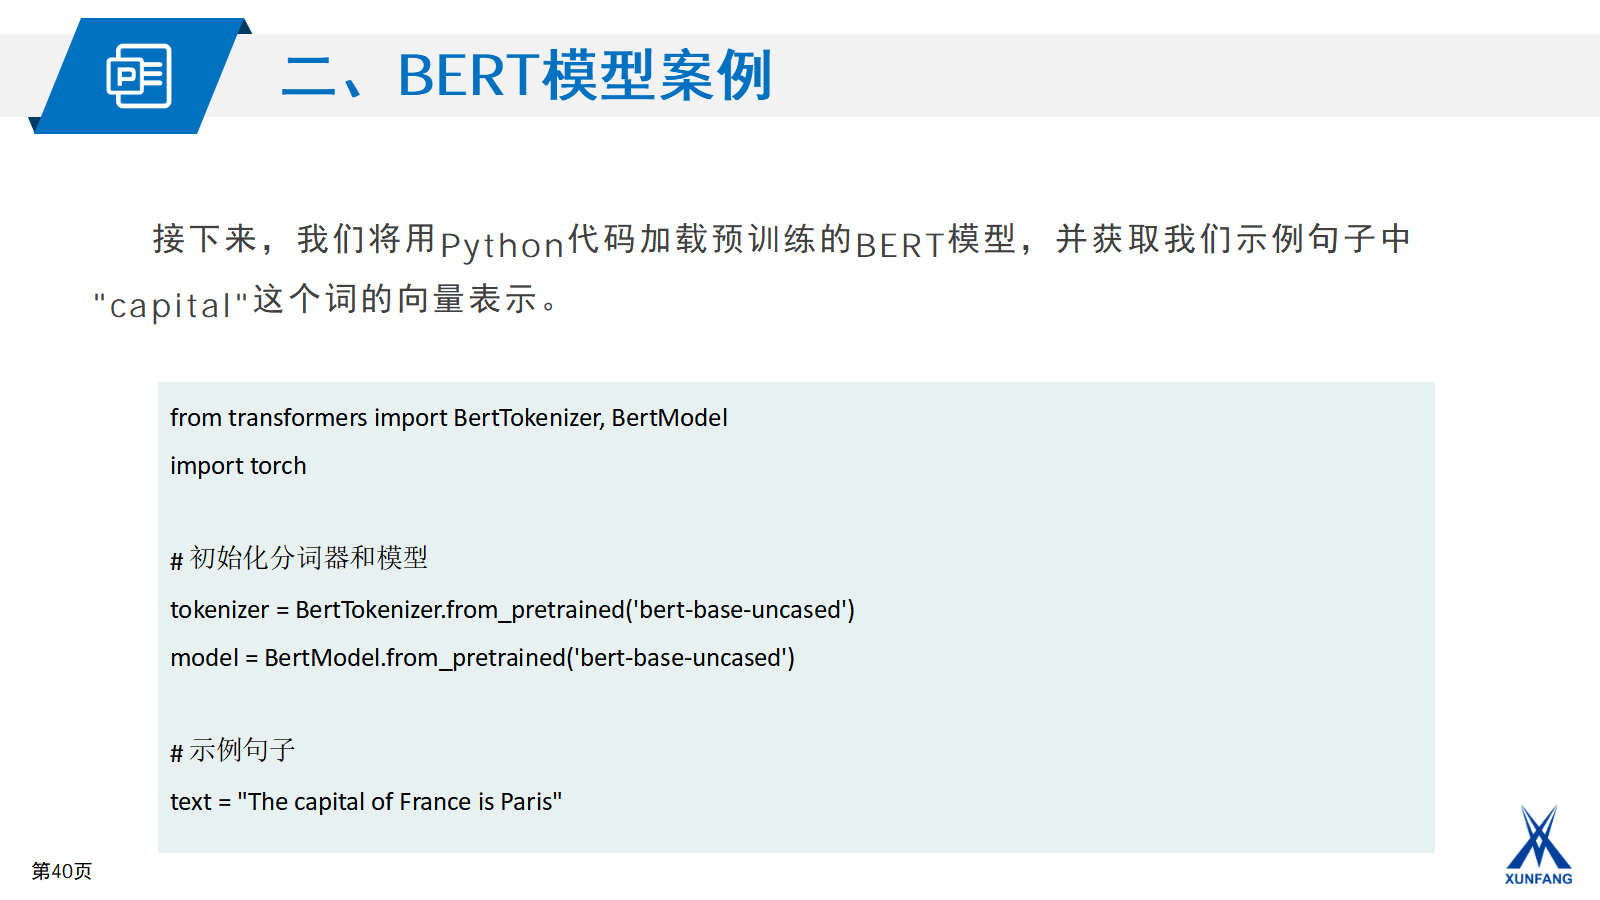 二、BERT模型案例
接下来，我们将用Python代码加载预训练的BERT模型，并获取我们示例句子中
"capital"这个词的向量表示。
from transformers import BertTokenizer, BertModel
import torch
# 初始化分词器和模型
tokenizer = BertTokenizer.from_pretrained('bert-base-uncased')
model = BertModel.from_pretrained('bert-base-uncased')
# 示例句子
text = "The capital of France is Paris"
第40页
XUNFANG